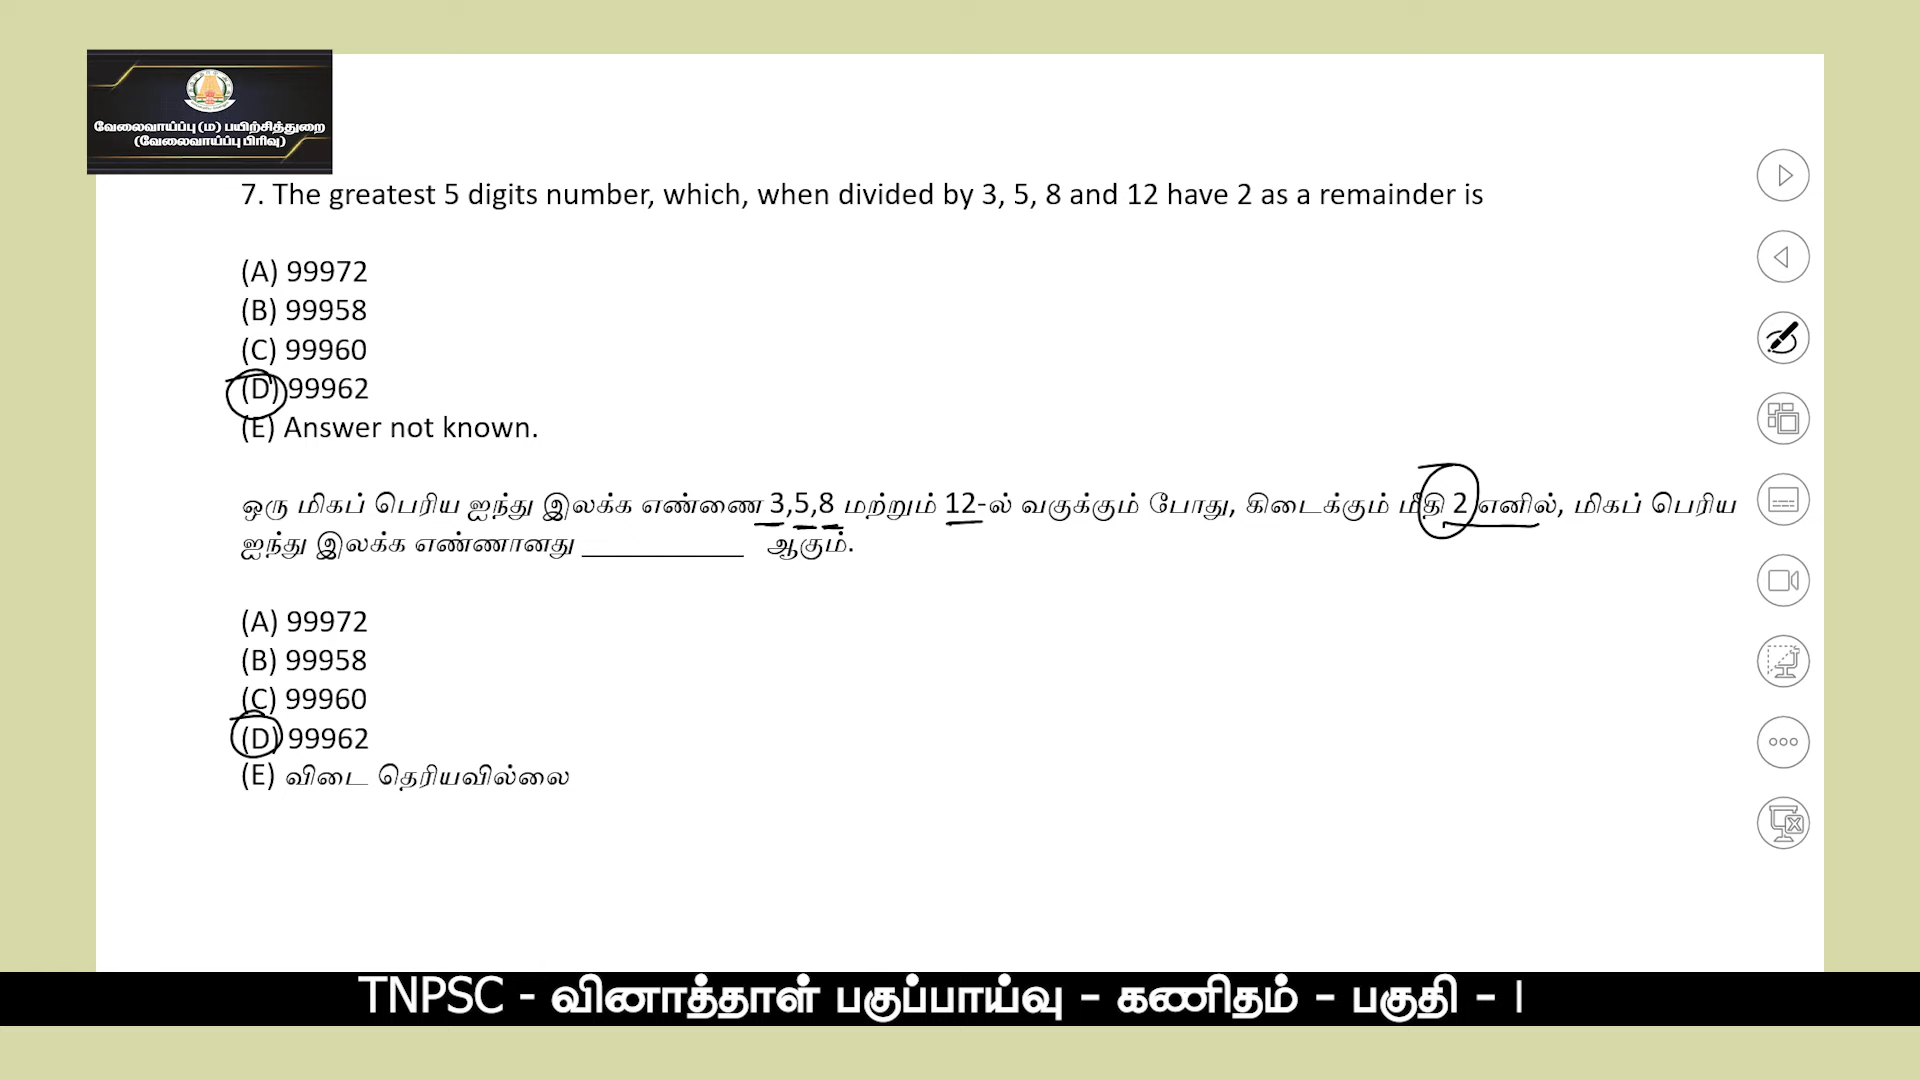 வேலைவாய்ப்பு (ம) பயிற்சித்துறை
(வேலைவாய்ப்பு பிரிவு)
7. The greatest 5 digits number, which, when divided by 3, 5, 8 and 12 have 2 as a remainder is
(A) 99972
(B) 99958
(C) 99960
(D) 99962
(E) Answer not known.
ஒரு மிகப் பெரிய ஐந்து இலக்க எண்ணை 3,5,8 மற்றும் 12-ல் வகுக்கும் போது, கிடைக்கும் மீதி 2 எனில், மிகப் பெரிய
ஐந்து இலக்க எண்ணானது ___________ ஆகும்.
(A) 99972
(B) 99958
(C) 99960
(D) 99962
(E) விடை தெரியவில்லை
TNPSC - வினாத்தாள் பகுப்பாய்வு - கணிதம் - பகுதி - I